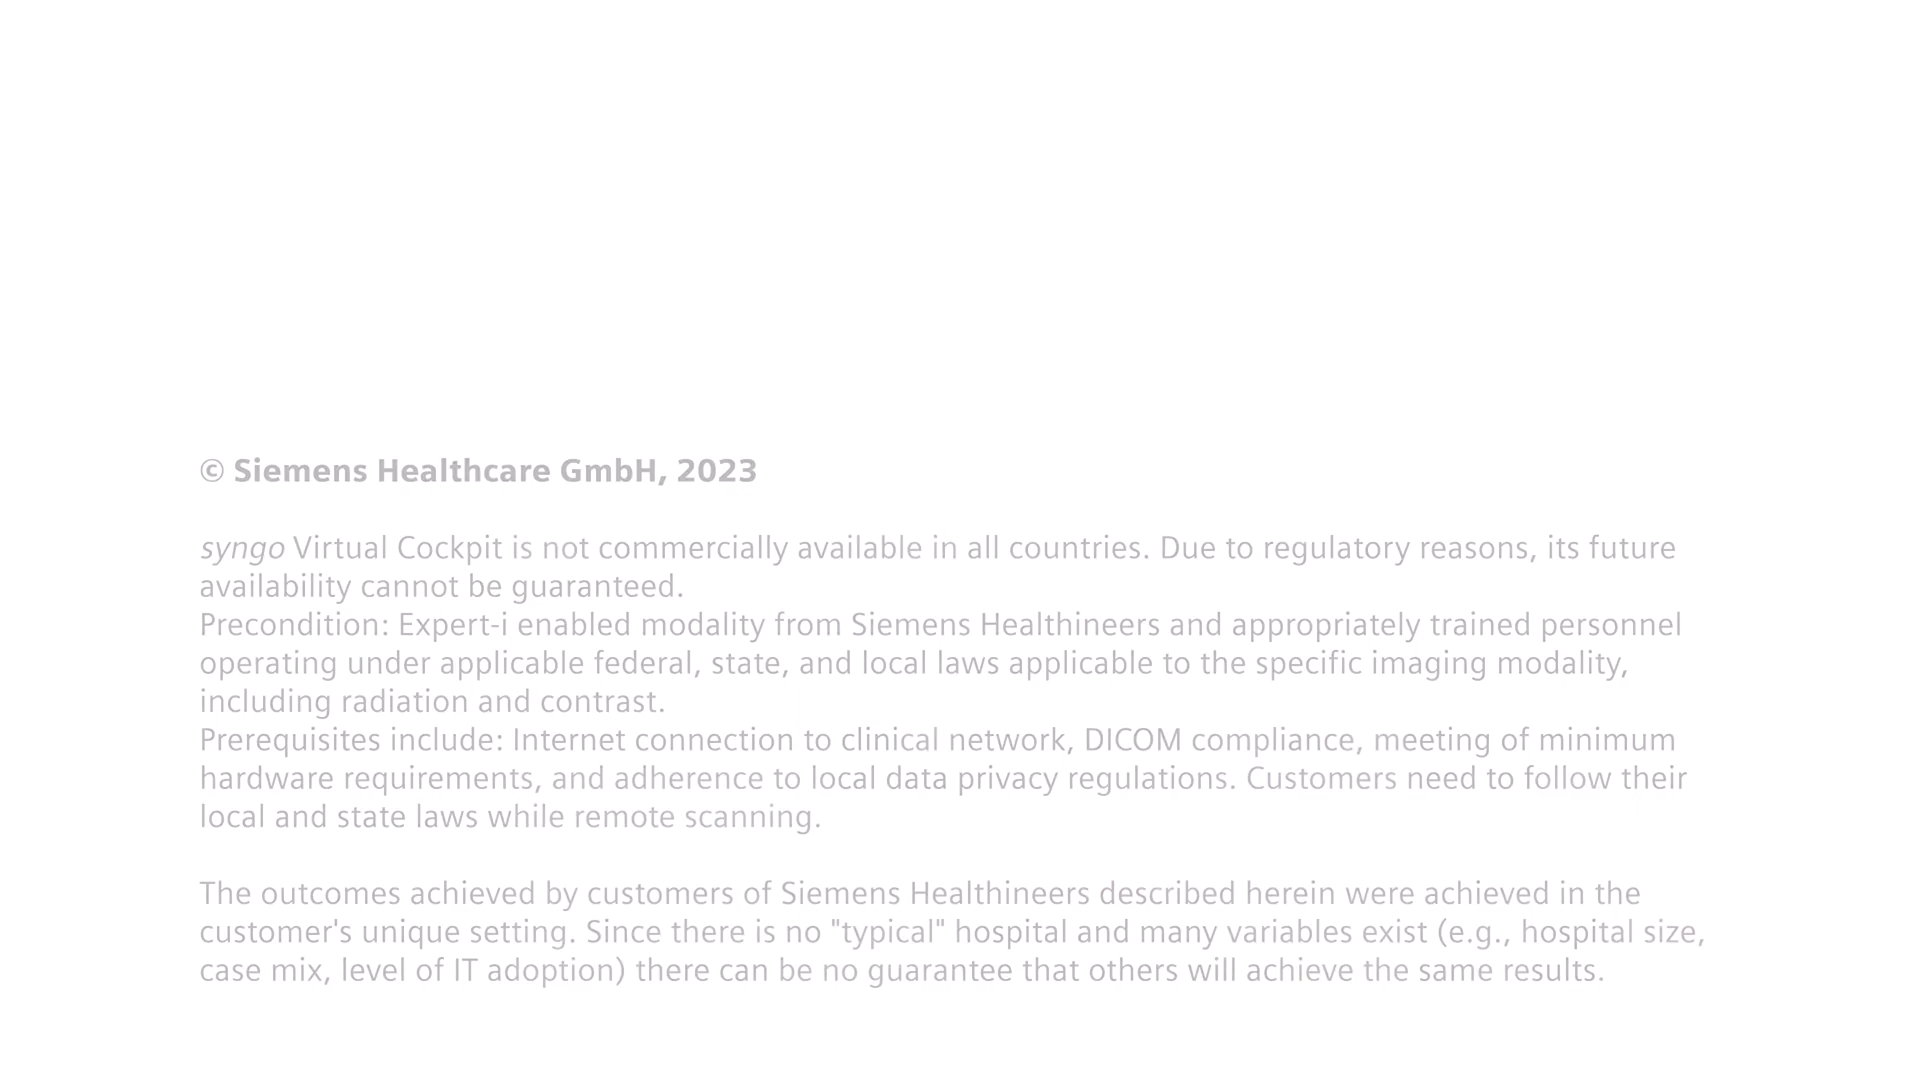 © Siemens Healthcare GmbH, 2023
syngo Virtual Cockpit is not commercially available in all countries. Due to regulatory reasons, its future
availability cannot be guaranteed.
Precondition: Expert-i enabled modality from Siemens Healthineers and appropriately trained personnel
operating under applicable federal, state, and local laws applicable to the specific imaging modality,
including radiation and contrast.
Prerequisites include: Internet connection to clinical network, DICOM compliance, meeting of minimum
hardware requirements, and adherence to local data privacy regulations. Customers need to follow their
local and state laws while remote scanning.
The outcomes achieved by customers of Siemens Healthineers described herein were achieved in the
customer's unique setting. Since there is no "typical" hospital and many variables exist (e.g., hospital size,
case mix, level of IT adoption) there can be no guarantee that others will achieve the same results.